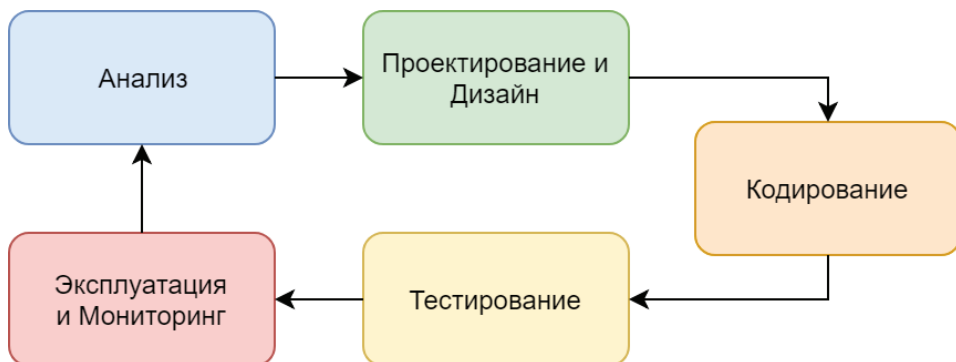 Анализ
Проектирование и
Дизайн
Кодирование
Тестирование
Эксплуатация
и Мониторинг